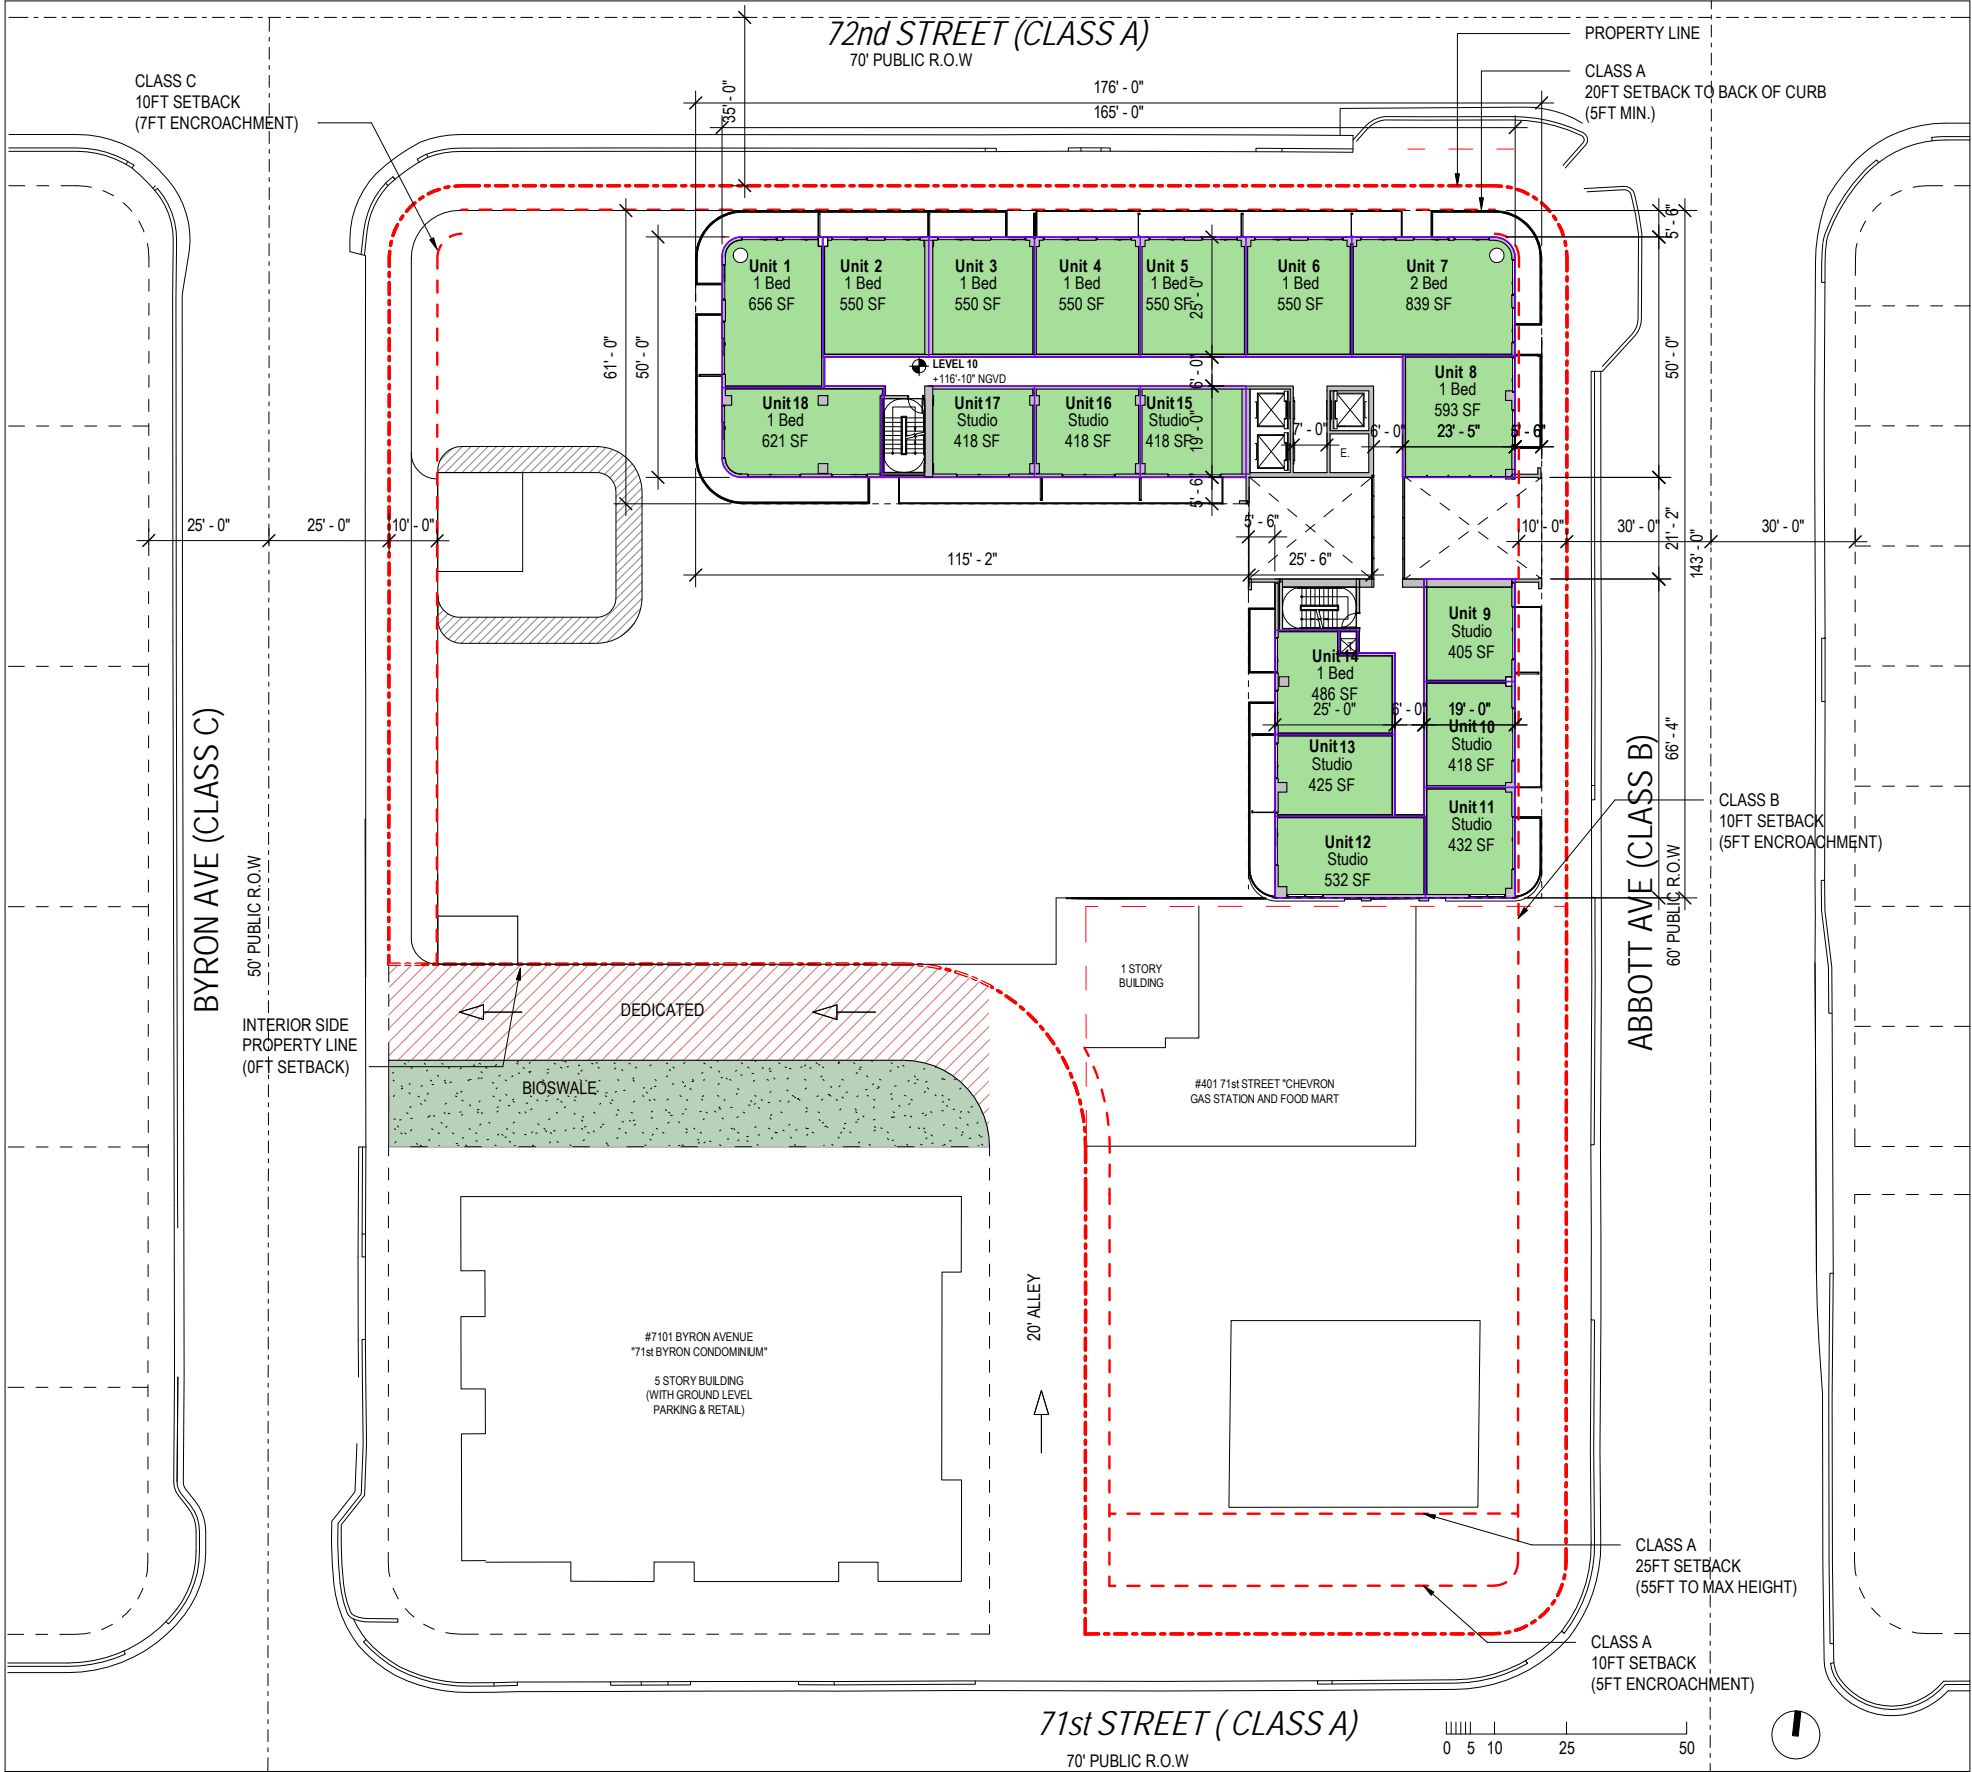 72nd STREET (CLASS A)
70' PUBLIC R.O.W
PROPERTY LINE
CLASS A
20FT SETBACK TO BACK OF CURB
(5FT MIN.)
CLASS C
10FT SETBACK
(7FT ENCROACHMENT)
176' - 0"
165' - 0"
35' - 0"
5' - 6"
Unit 1
1 Bed
656 SF
Unit 2
1 Bed
550 SF
Unit 3
1 Bed
550 SF
Unit 4
1 Bed
550 SF
Unit 5
1 Bed
550 SF
25' - 0"
Unit 6
1 Bed
550 SF
Unit 7
2 Bed
839 SF
61' - 0"
50' - 0"
50' - 0"
LEVEL 10
+116'-10" NGVD
6' - 0"
Unit 8
1 Bed
593 SF
23' - 5"
5' - 6"
Unit 18
1 Bed
621 SF
Unit 17
Studio
418 SF
Unit 16
Studio
418 SF
Unit 15
Studio
418 SF
19' - 0"
7' - 0"
6' - 0"
E.
5' - 6"
25' - 0"
25' - 0"
10' - 0"
5' - 6"
10' - 0"
30' - 0"
21' - 2"
143' - 0"
30' - 0"
115' - 2"
25' - 6"
Unit 9
Studio
405 SF
Unit 14
1 Bed
486 SF
25' - 0"
6' - 0"
19' - 0"
Unit 10
Studio
418 SF
66' - 4"
Unit 13
Studio
425 SF
Unit 11
Studio
432 SF
Unit 12
Studio
532 SF
CLASS B
10FT SETBACK
(5FT ENCROACHMENT)
BYRON AVE (CLASS C)
50' PUBLIC R.O.W
ABBOTT AVE (CLASS B)
60' PUBLIC R.O.W
1 STORY
BUILDING
DEDICATED
INTERIOR SIDE
PROPERTY LINE
(0FT SETBACK)
BIOSWALE
#401 71st STREET "CHEVRON
GAS STATION AND FOOD MART
20' ALLEY
#7101 BYRON AVENUE
"71st BYRON CONDOMINIUM"
5 STORY BUILDING
(WITH GROUND LEVEL
PARKING & RETAIL)
CLASS A
25FT SETBACK
(55FT TO MAX HEIGHT)
CLASS A
10FT SETBACK
(5FT ENCROACHMENT)
71st STREET ( CLASS A)
70' PUBLIC R.O.W
0 5 10 25 50